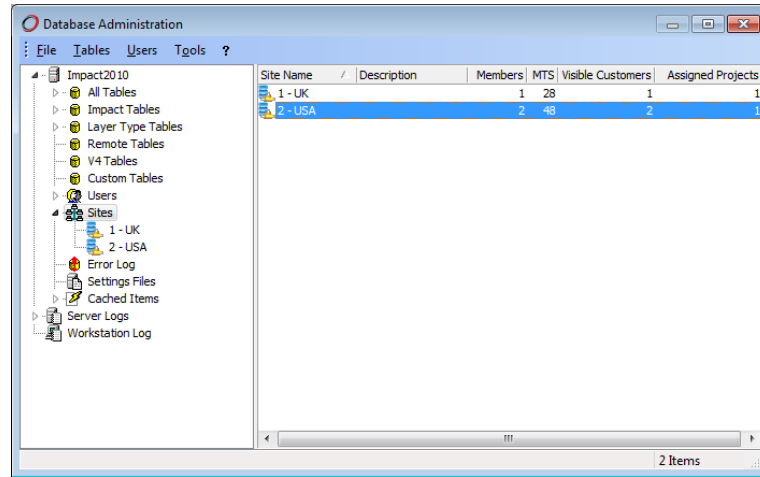 Database Administration
File Tables Users Tools ?
Impact2010
All Tables
Impact Tables
Layer Type Tables
Remote Tables
V4 Tables
Custom Tables
Users
Sites
1 - UK
2 - USA
Error Log
Settings Files
Cached Items
Server Logs
Workstation Log
Site Name Description Members MTS Visible Customers Assigned Projects
1 - UK 1 28 1 1
2 - USA 2 48 2 1
2 Items